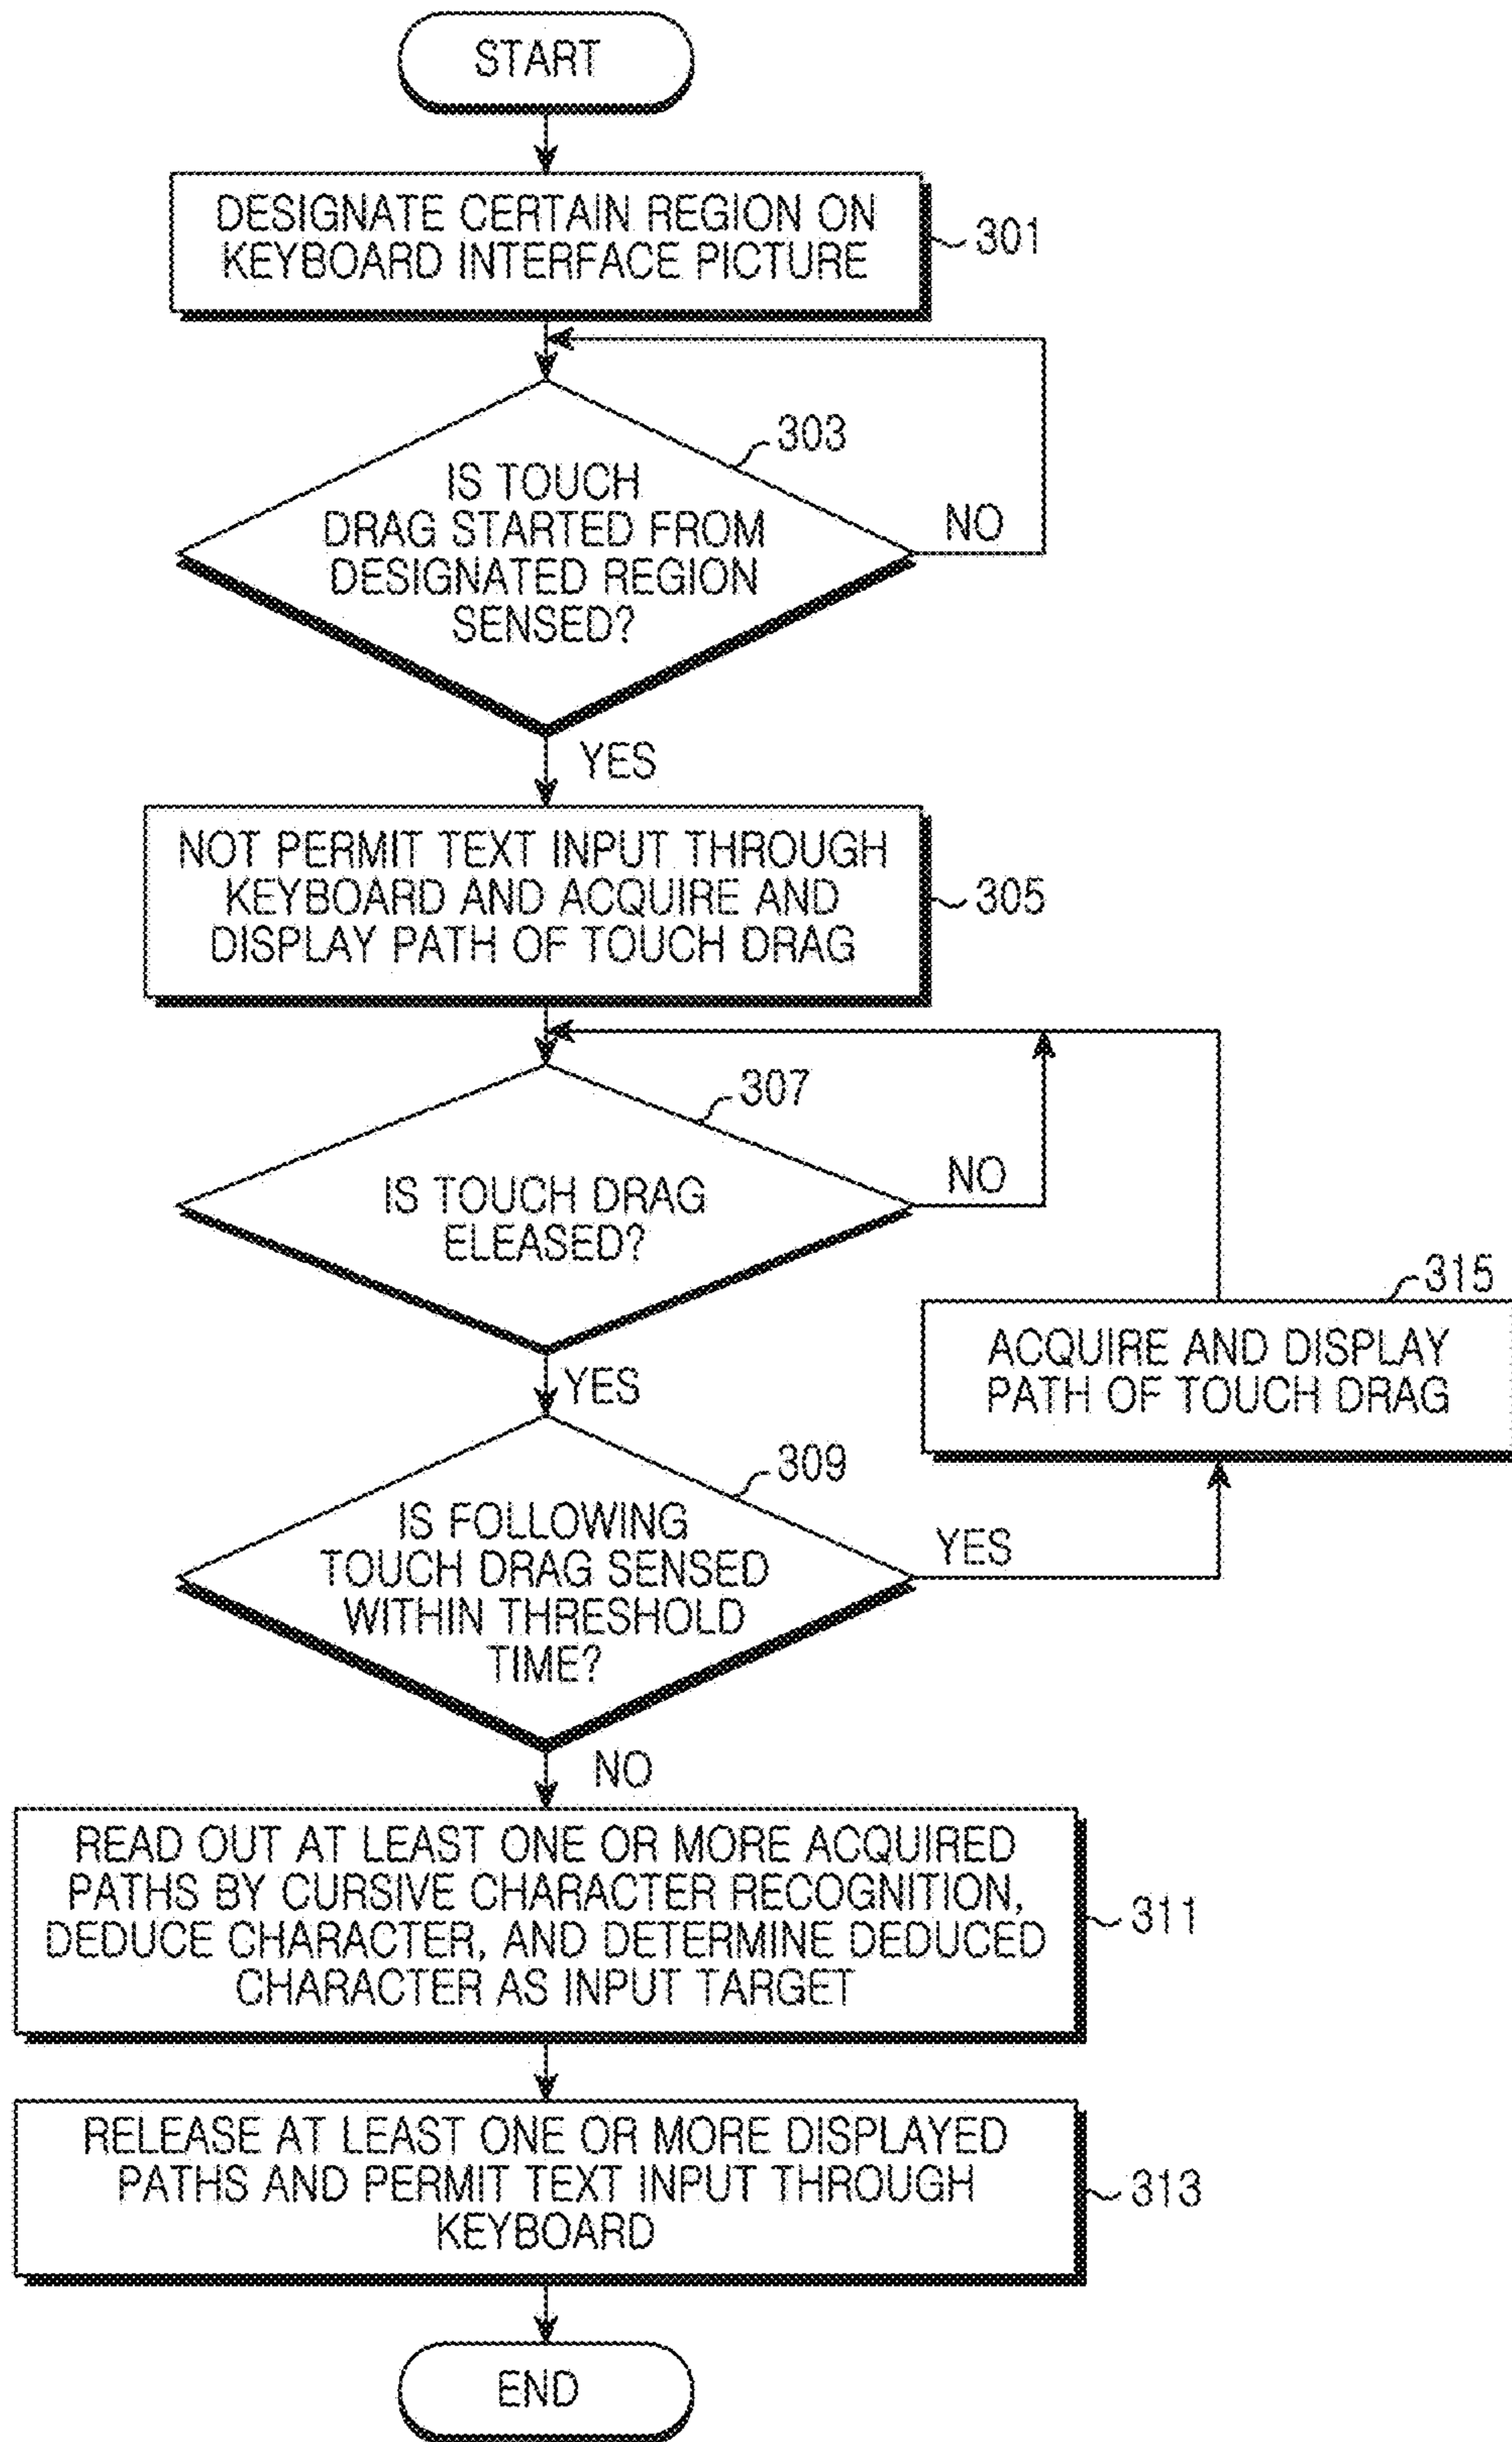 START
DESIGNATE CERTAIN REGION ON
KEYBOARD INTERFACE PICTURE
301
303
IS TOUCH
DRAG STARTED FROM
DESIGNATED REGION
SENSED?
NO
YES
NOT PERMIT TEXT INPUT THROUGH
KEYBOARD AND ACQUIRE AND
DISPLAY PATH OF TOUCH DRAG
305
307
IS TOUCH DRAG
ELEASED?
NO
YES
315
ACQUIRE AND DISPLAY
PATH OF TOUCH DRAG
309
IS FOLLOWING
TOUCH DRAG SENSED
WITHIN THRESHOLD
TIME?
YES
NO
READ OUT AT LEAST ONE OR MORE ACQUIRED
PATHS BY CURSIVE CHARACTER RECOGNITION,
DEDUCE CHARACTER, AND DETERMINE DEDUCED
CHARACTER AS INPUT TARGET
311
RELEASE AT LEAST ONE OR MORE DISPLAYED
PATHS AND PERMIT TEXT INPUT THROUGH
KEYBOARD
313
END